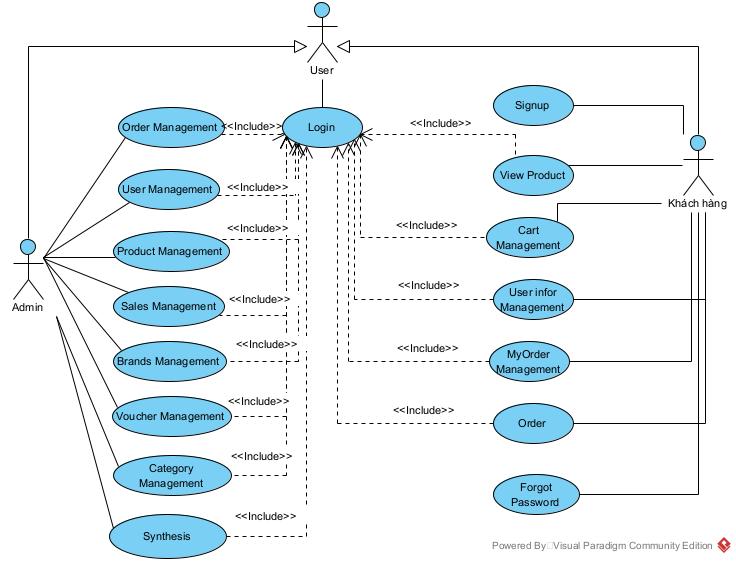 User
Login
Order Management
<<Include>>
User Management
<<Include>>
Product Management
<<Include>>
Sales Management
<<Include>>
Brands Management
<<Include>>
Voucher Management
<<Include>>
Category
Management
<<Include>>
Synthesis
<<Include>>
Admin
Signup
<<Include>>
View Product
Khách hàng
<<Include>>
Cart
Management
<<Include>>
User infor
Management
<<Include>>
MyOrder
Management
<<Include>>
Order
Forgot
Password
Powered By Visual Paradigm Community Edition